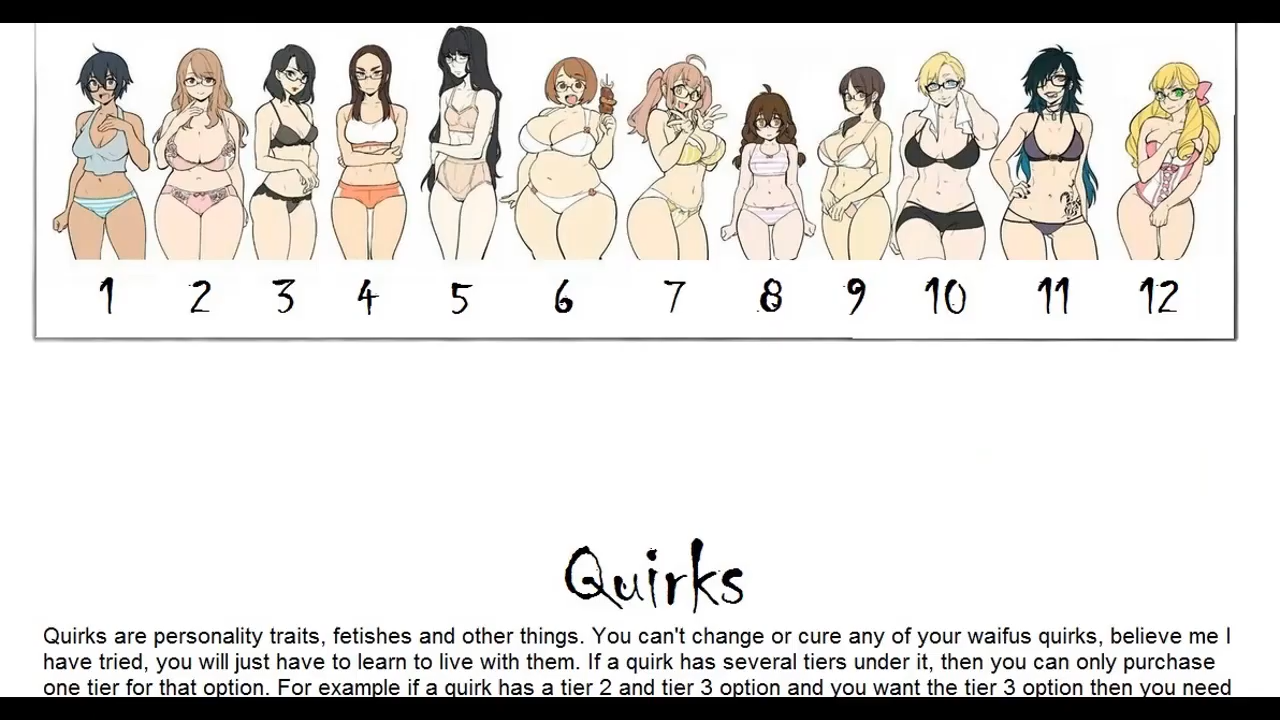 1 2 3 4 5 6 7 8 9 10 11 12
Quirks
Quirks are personality traits, fetishes and other things. You can't change or cure any of your waifus quirks, believe me I
have tried, you will just have to learn to live with them. If a quirk has several tiers under it, then you can only purchase
one tier for that option. For example if a quirk has a tier 2 and tier 3 option and you want the tier 3 option then you need